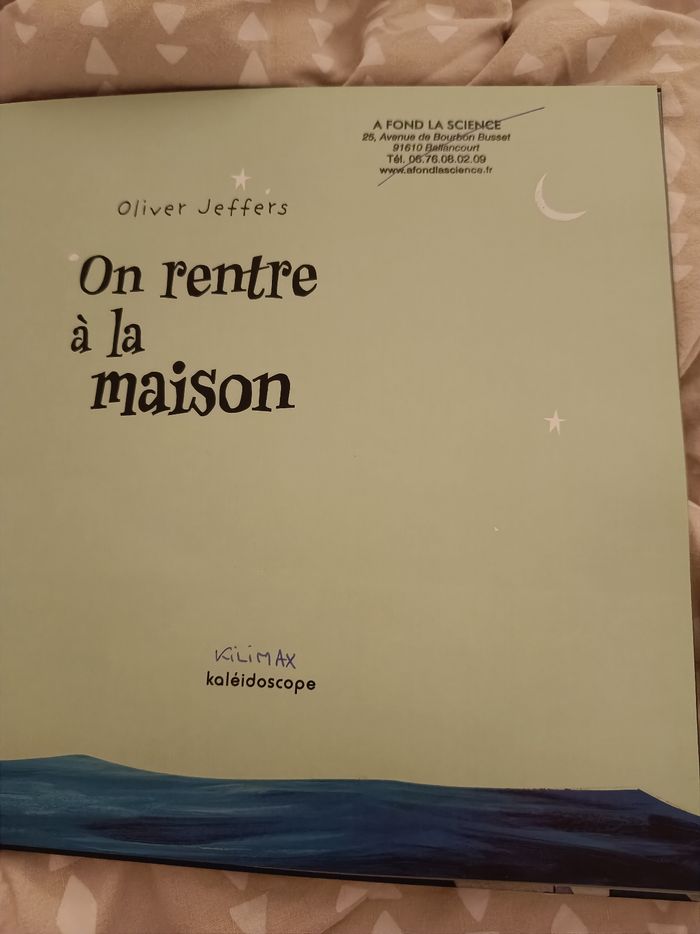 A FOND LA SCIENCE
25, Avenue de Bourbon Busset
91610 Ballancourt
Tél. 06.76.08.02.09
www.afondlascience.fr
Oliver Jeffers
On rentre
à la
maison
KiLiMAX
kaléidoscope